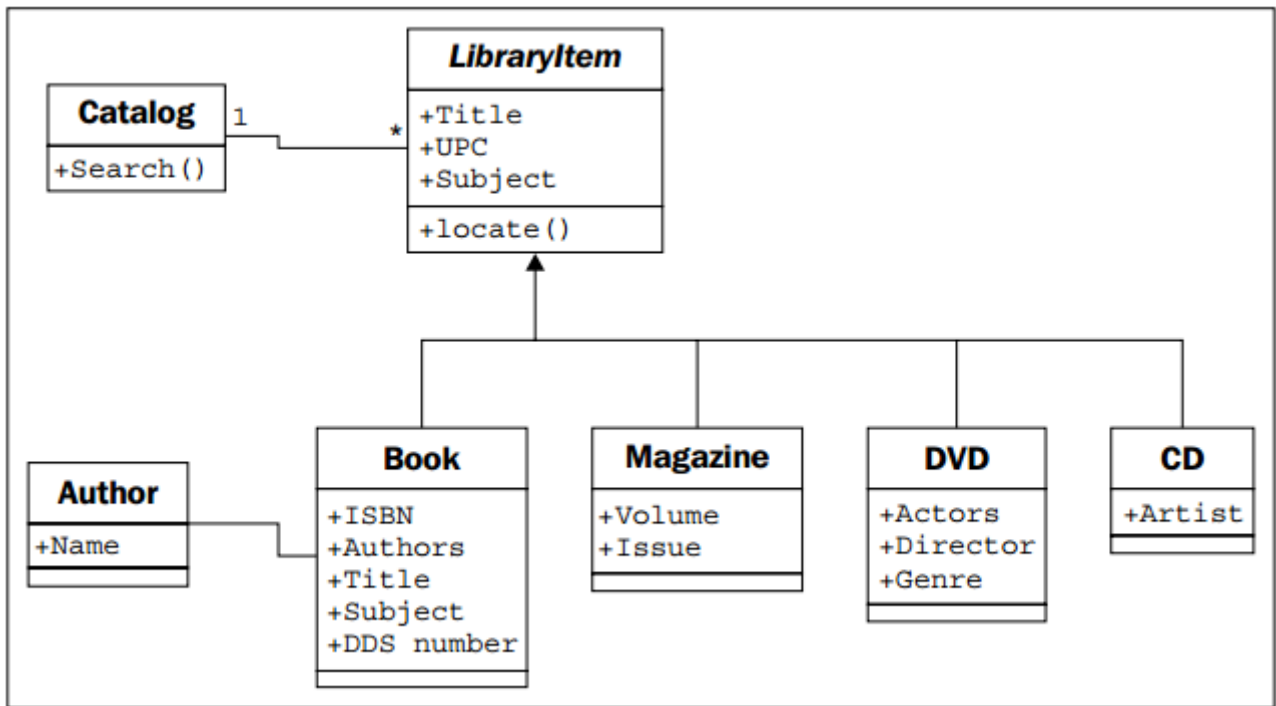 LibraryItem
+Title
+UPC
+Subject
+locate()
Catalog
+Search()
1
*
Author
+Name
Book
+ISBN
+Authors
+Title
+Subject
+DDS number
Magazine
+Volume
+Issue
DVD
+Actors
+Director
+Genre
CD
+Artist